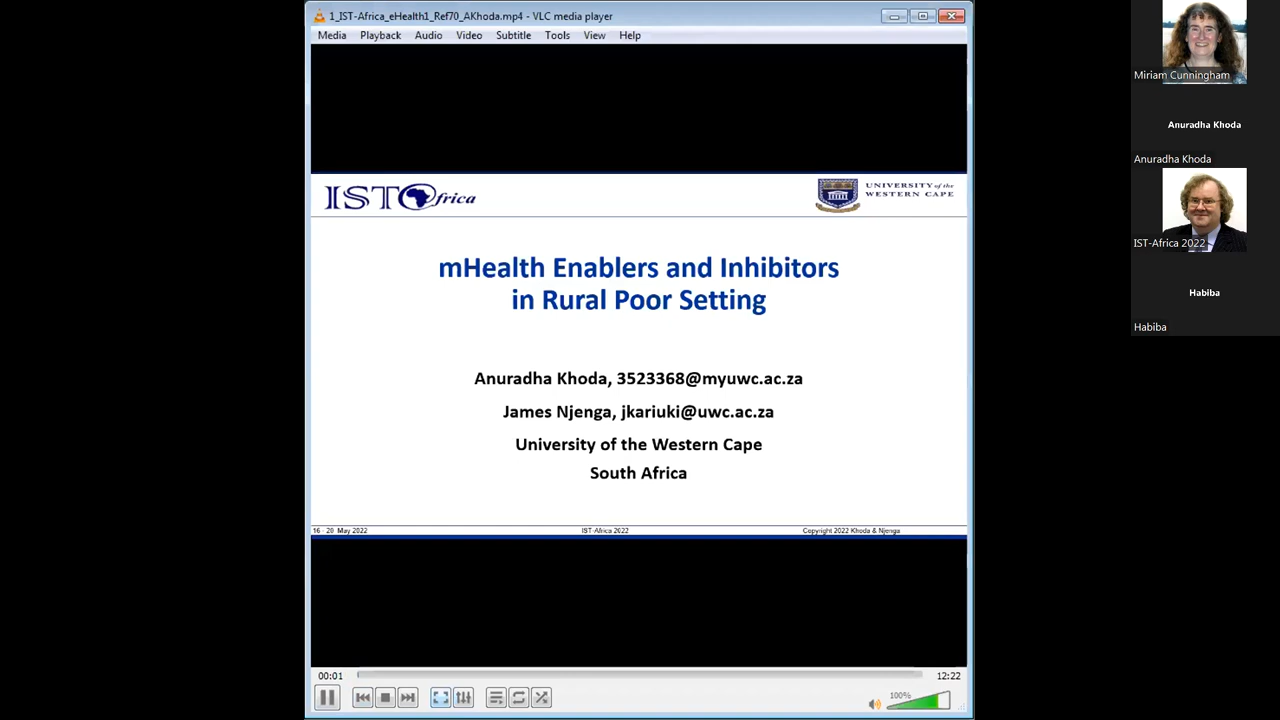 1_IST-Africa_eHealth1_Ref70_AKhoda.mp4 - VLC media player
Media Playback Audio Video Subtitle Tools View Help
IST Africa
UNIVERSITY of the
WESTERN CAPE
mHealth Enablers and Inhibitors
in Rural Poor Setting
Anuradha Khoda, 3523368@myuwc.ac.za
James Njenga, jkariuki@uwc.ac.za
University of the Western Cape
South Africa
16 - 20 May 2022 IST-Africa 2022 Copyright 2022 Khoda & Njenga
00:01 12:22
100%
Miriam Cunningham
Anuradha Khoda
Anuradha Khoda
IST-Africa 2022
Habiba
Habiba